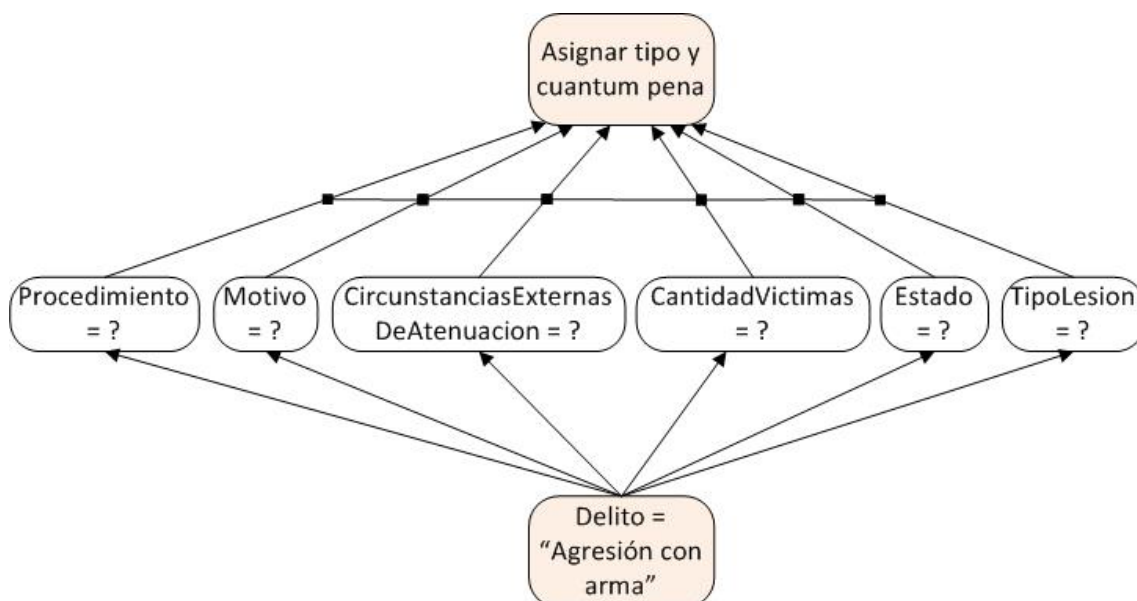 Asignar tipo y
cuantum pena
Procedimiento
= ?
Motivo
= ?
CircunstanciasExternas
DeAtenuacion = ?
CantidadVictimas
= ?
Estado
= ?
TipoLesion
= ?
Delito =
“Agresión con
arma”